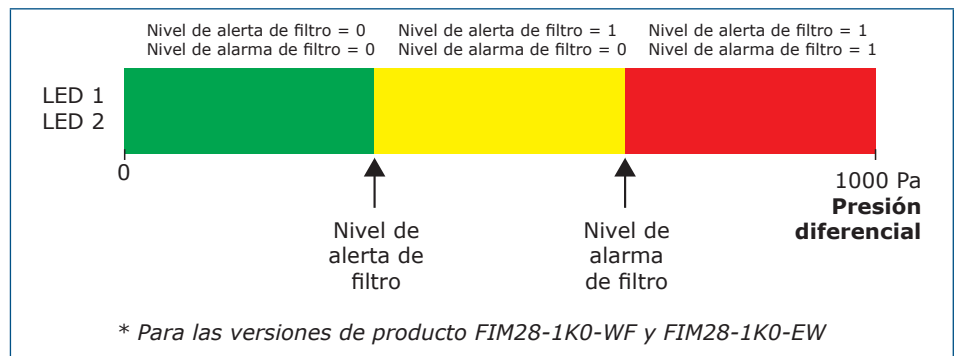 Nivel de alerta de filtro = 0
Nivel de alarma de filtro = 0
Nivel de alerta de filtro = 1
Nivel de alarma de filtro = 0
Nivel de alerta de filtro = 1
Nivel de alarma de filtro = 1
LED 1
LED 2
0
1000 Pa
Presión
diferencial
Nivel de
alerta de
filtro
Nivel de
alarma
de filtro
* Para las versiones de producto FIM28-1K0-WF y FIM28-1K0-EW